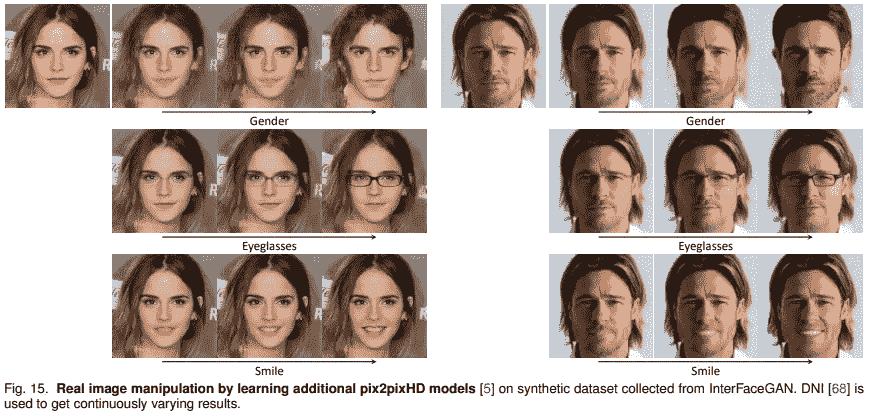 Gender
Gender
Eyeglasses
Eyeglasses
Smile
Smile
Fig. 15. Real image manipulation by learning additional pix2pixHD models [5] on synthetic dataset collected from InterFaceGAN. DNI [68] is
used to get continuously varying results.